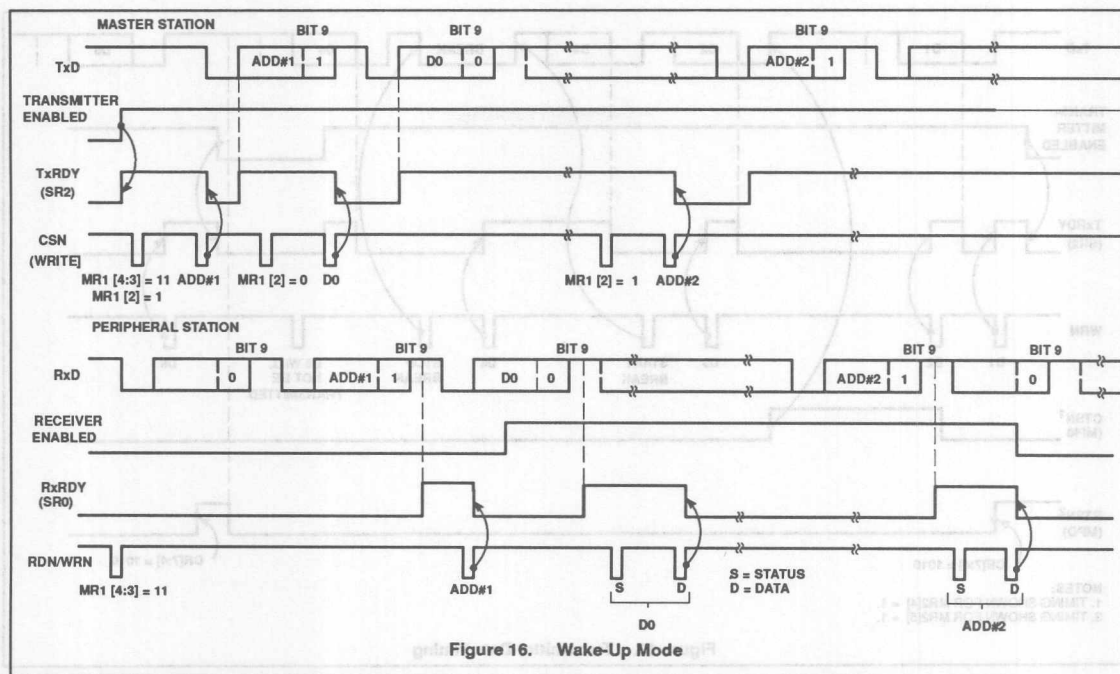 MASTER STATION
BIT 9 BIT 9 BIT 9
TxD ADD#1 1 D0 0 ADD#2 1
TRANSMITTER
ENABLED
TxRDY
(SR2)
CSN
(WRITE]
MR1 [4:3] = 11 ADD#1 MR1 [2] = 0 D0 MR1 [2] = 1 ADD#2
MR1 [2] = 1
PERIPHERAL STATION
BIT 9 BIT 9 BIT 9 BIT 9 BIT 9
RxD 0 ADD#1 1 D0 0 ADD#2 1 0
RECEIVER
ENABLED
RxRDY
(SR0)
RDN/WRN
MR1 [4:3] = 11 ADD#1 S D S = STATUS S D
D = DATA
D0 ADD#2
Figure 16. Wake-Up Mode